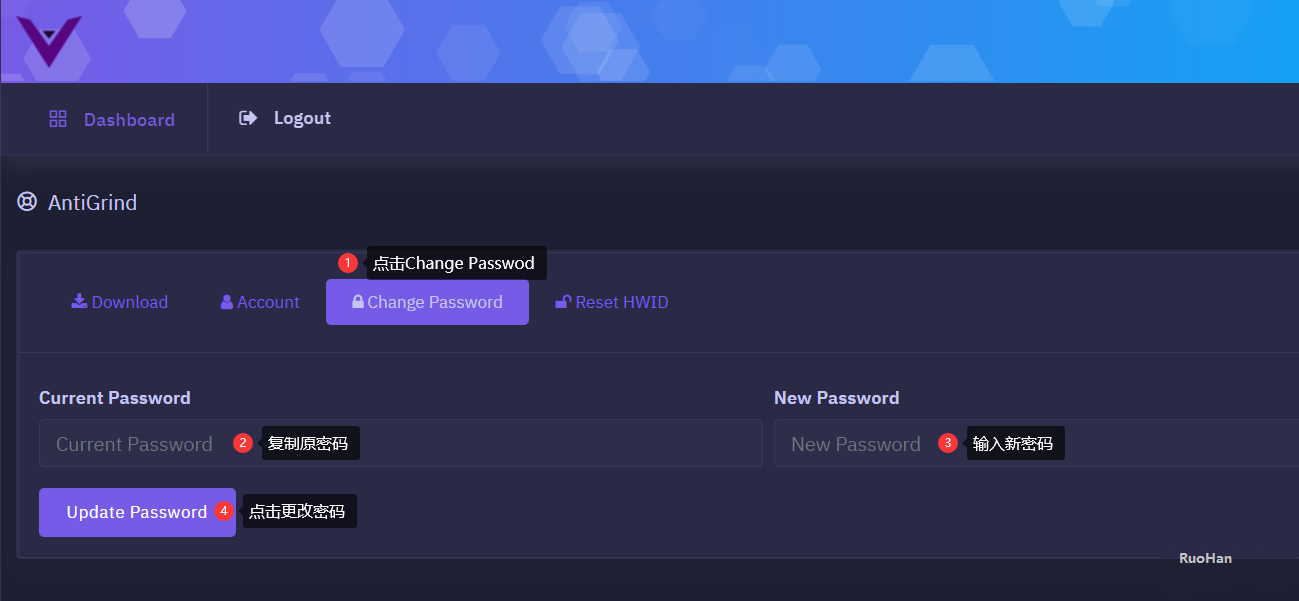 Dashboard
Logout
AntiGrind
1 点击Change Passwod
Download
Account
Change Password
Reset HWID
Current Password
New Password
Current Password 2 复制原密码
New Password 3 输入新密码
Update Password 4 点击更改密码
RuoHan